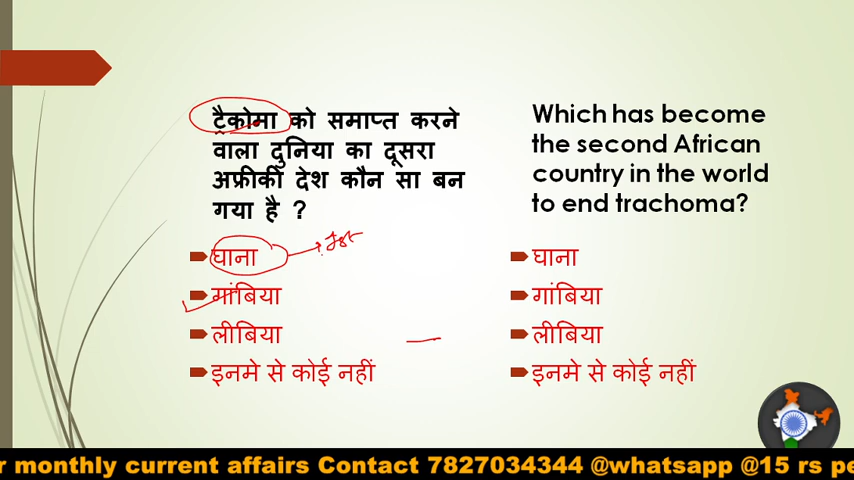 ट्रैकोमा को समाप्त करने
वाला दुनिया का दूसरा
अफ्रीकी देश कौन सा बन
गया है ?
घाना
1st
गांबिया
लीबिया
इनमे से कोई नहीं
Which has become
the second African
country in the world
to end trachoma?
घाना
गांबिया
लीबिया
इनमे से कोई नहीं
r monthly current affairs Contact 7827034344 @whatsapp @15 rs pe